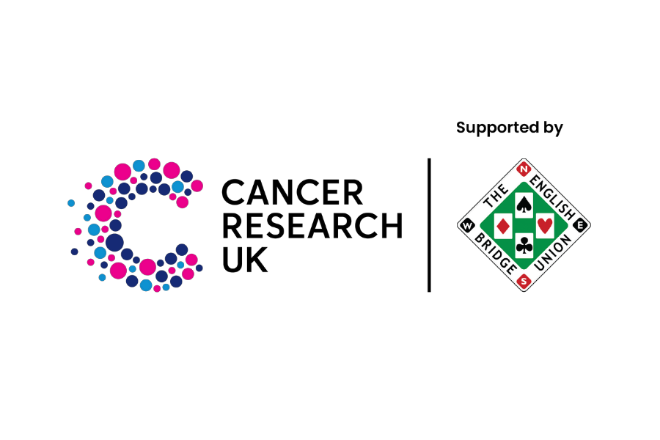 CANCER
RESEARCH
UK
Supported by
N
THE
ENGLISH
W
E
BRIDGE
UNION
S